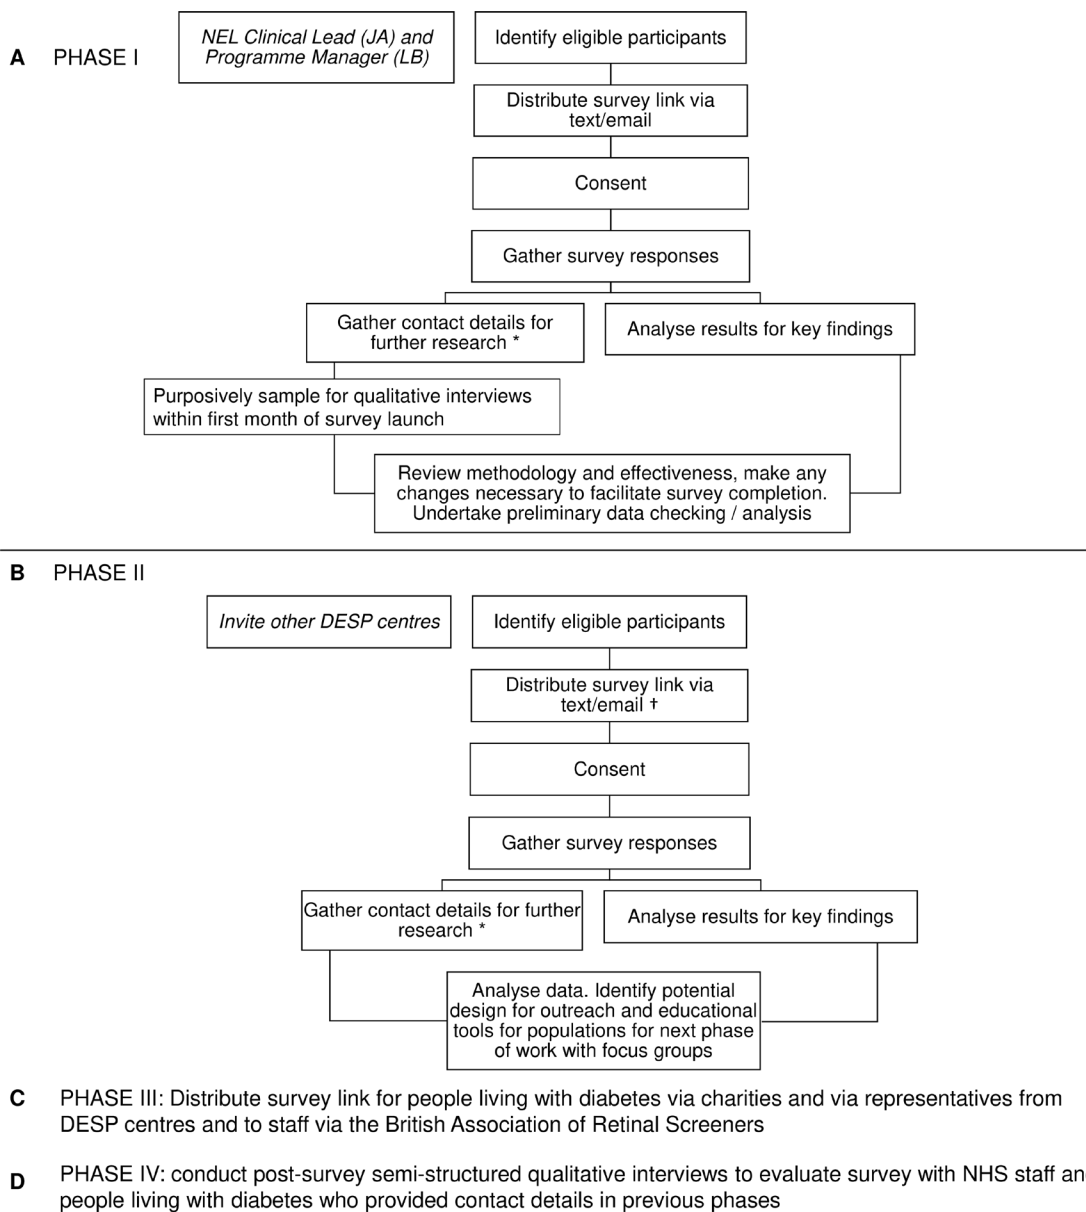 A PHASE I
NEL Clinical Lead (JA) and
Programme Manager (LB)
Identify eligible participants
Distribute survey link via
text/email
Consent
Gather survey responses
Gather contact details for
further research *
Analyse results for key findings
Purposively sample for qualitative interviews
within first month of survey launch
Review methodology and effectiveness, make any
changes necessary to facilitate survey completion.
Undertake preliminary data checking / analysis
B PHASE II
Invite other DESP centres
Identify eligible participants
Distribute survey link via
text/email †
Consent
Gather survey responses
Gather contact details for further
research *
Analyse results for key findings
Analyse data. Identify potential
design for outreach and educational
tools for populations for next phase
of work with focus groups
C PHASE III: Distribute survey link for people living with diabetes via charities and via representatives from
DESP centres and to staff via the British Association of Retinal Screeners
D PHASE IV: conduct post-survey semi-structured qualitative interviews to evaluate survey with NHS staff an
people living with diabetes who provided contact details in previous phases